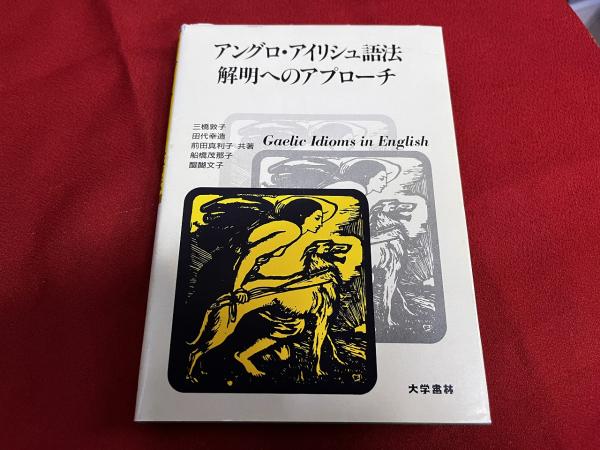 アングロ・アイリシュ語法
解明へのアプローチ
三橋敦子
田代幸造
前田真利子 共著
船橋茂那子
醍醐文子
Gaelic Idioms in English
大学書林